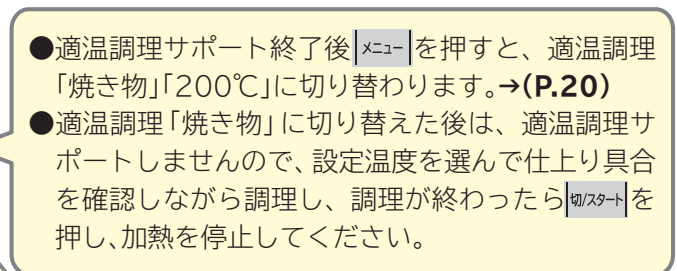 ●適温調理サポート終了後 メニュー を押すと、適温調理
「焼き物」「200℃」に切り替わります。→(P.20)
●適温調理「焼き物」に切り替えた後は、適温調理サ
ポートしませんので、設定温度を選んで仕上り具合
を確認しながら調理し、調理が終わったら 切/スタート を
押し、加熱を停止してください。